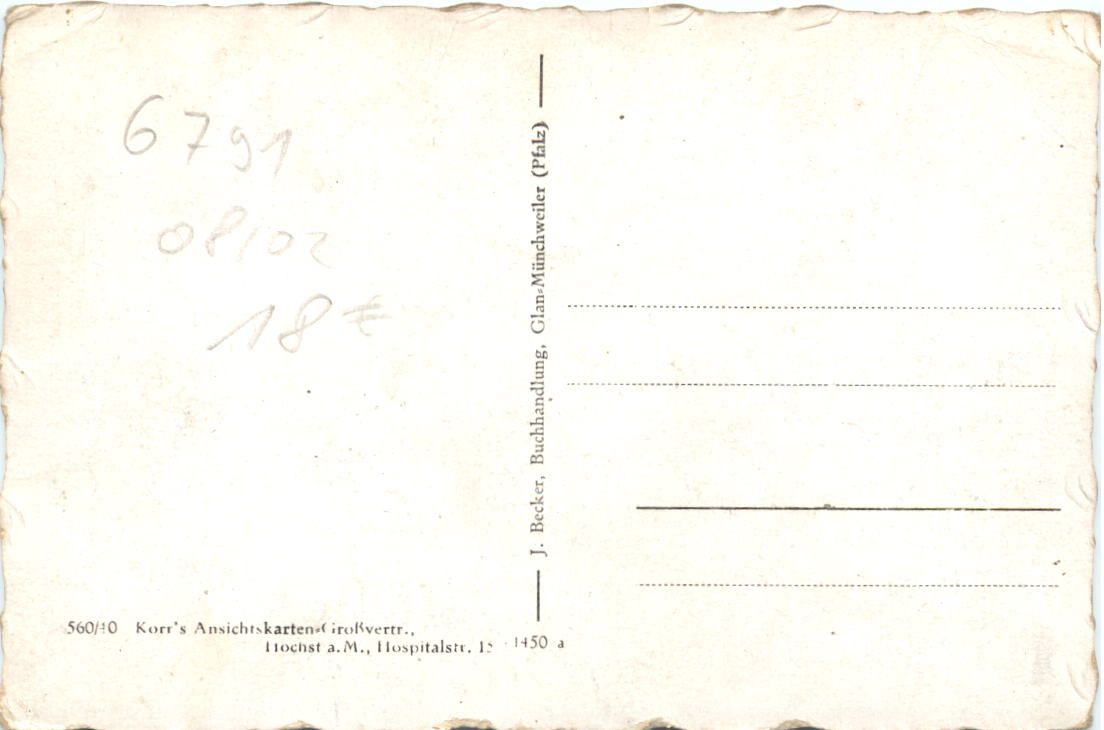 6791
08/02
18 €
J. Becker, Buchhandlung, Glan-Münchweiler (Pfalz)
560/40 Korr's Ansichtskarten-Großvertr.,
Höchst a.M., Hospitalstr. 1450 a